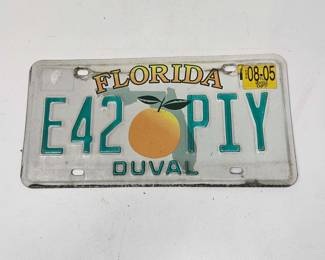 FLORIDA
08-05
E42 PIY
DUVAL